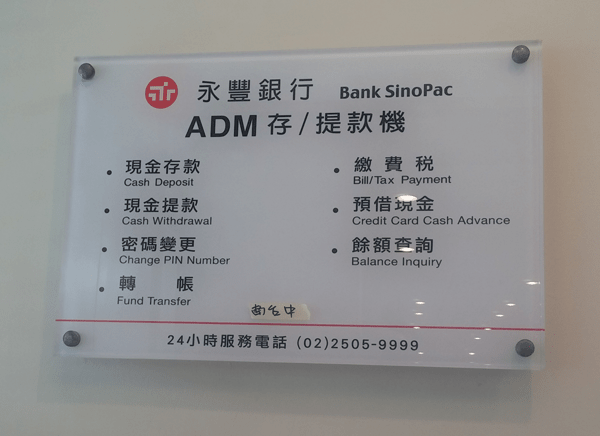 永豐銀行 Bank SinoPac
ADM 存/提款機
• 現金存款
Cash Deposit
• 現金提款
Cash Withdrawal
• 密碼變更
Change PIN Number
• 轉 帳
Fund Transfer
• 繳費稅
Bill/Tax Payment
• 預借現金
Credit Card Cash Advance
• 餘額查詢
Balance Inquiry
24小時服務電話 (02)2505-9999